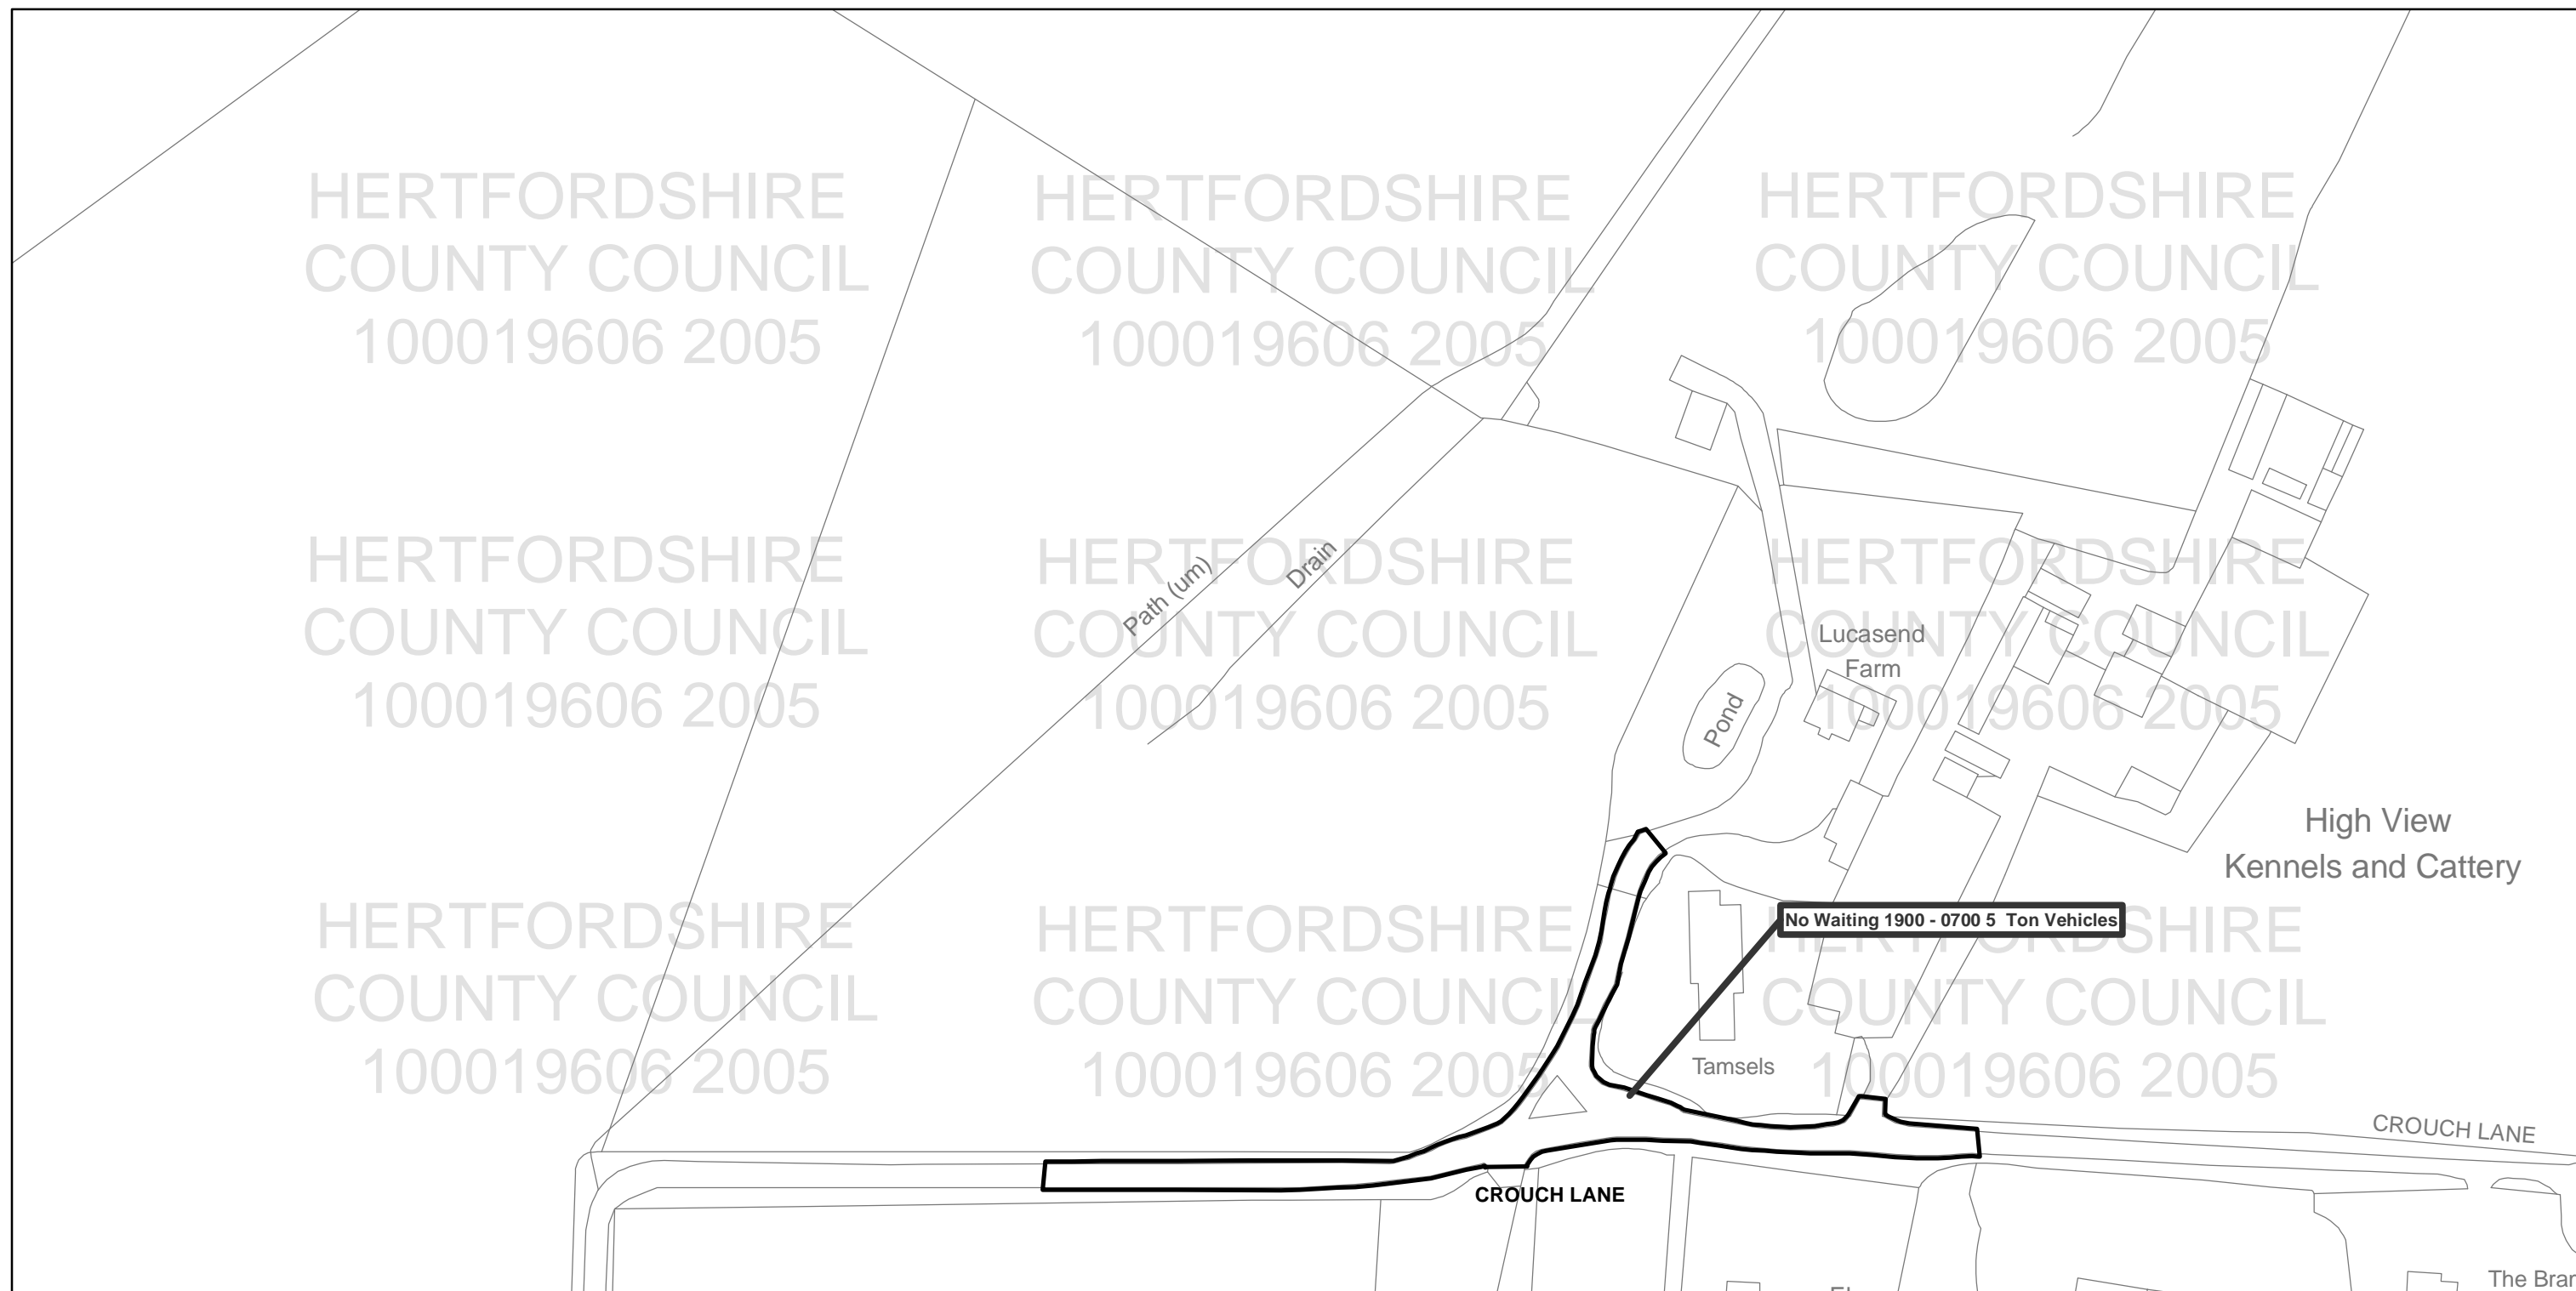 HERTFORDSHIRE
COUNTY COUNCIL
100019606 2005
HERTFORDSHIRE
COUNTY COUNCIL
100019606 2005
HERTFORDSHIRE
COUNTY COUNCIL
100019606 2005
HERTFORDSHIRE
COUNTY COUNCIL
100019606 2005
Path (um)
Drain
HERTFORDSHIRE
COUNTY COUNCIL
100019606 2005
HERTFORDSHIRE
COUNTY COUNCIL
100019606 2005
Lucasend
Farm
Pond
High View
Kennels and Cattery
HERTFORDSHIRE
COUNTY COUNCIL
100019606 2005
HERTFORDSHIRE
COUNTY COUNCIL
100019606 2005
No Waiting 1900 - 0700 5 Ton Vehicles
HERTFORDSHIRE
COUNTY COUNCIL
100019606 2005
Tamsels
CROUCH LANE
CROUCH LANE
The Bran